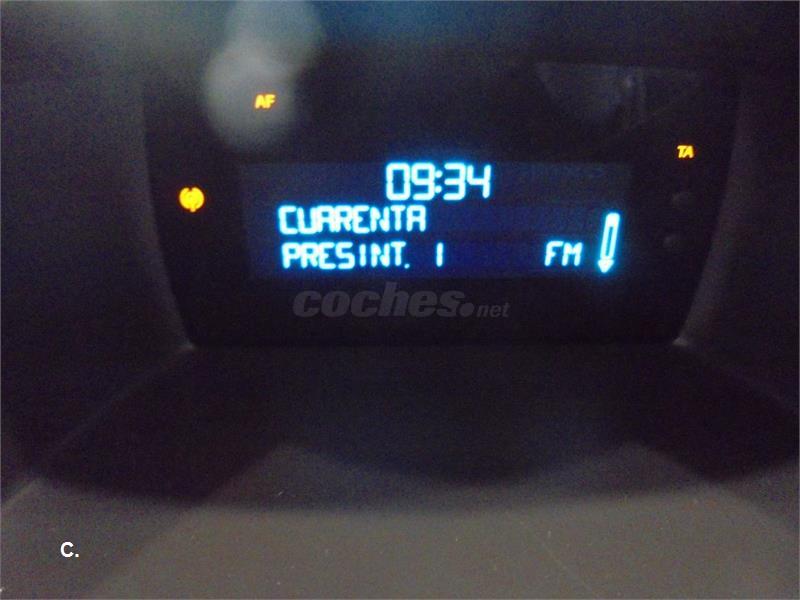 AF
TA
09:34
CUARENTA
PRESINT. 1 FM
coches.net
C.